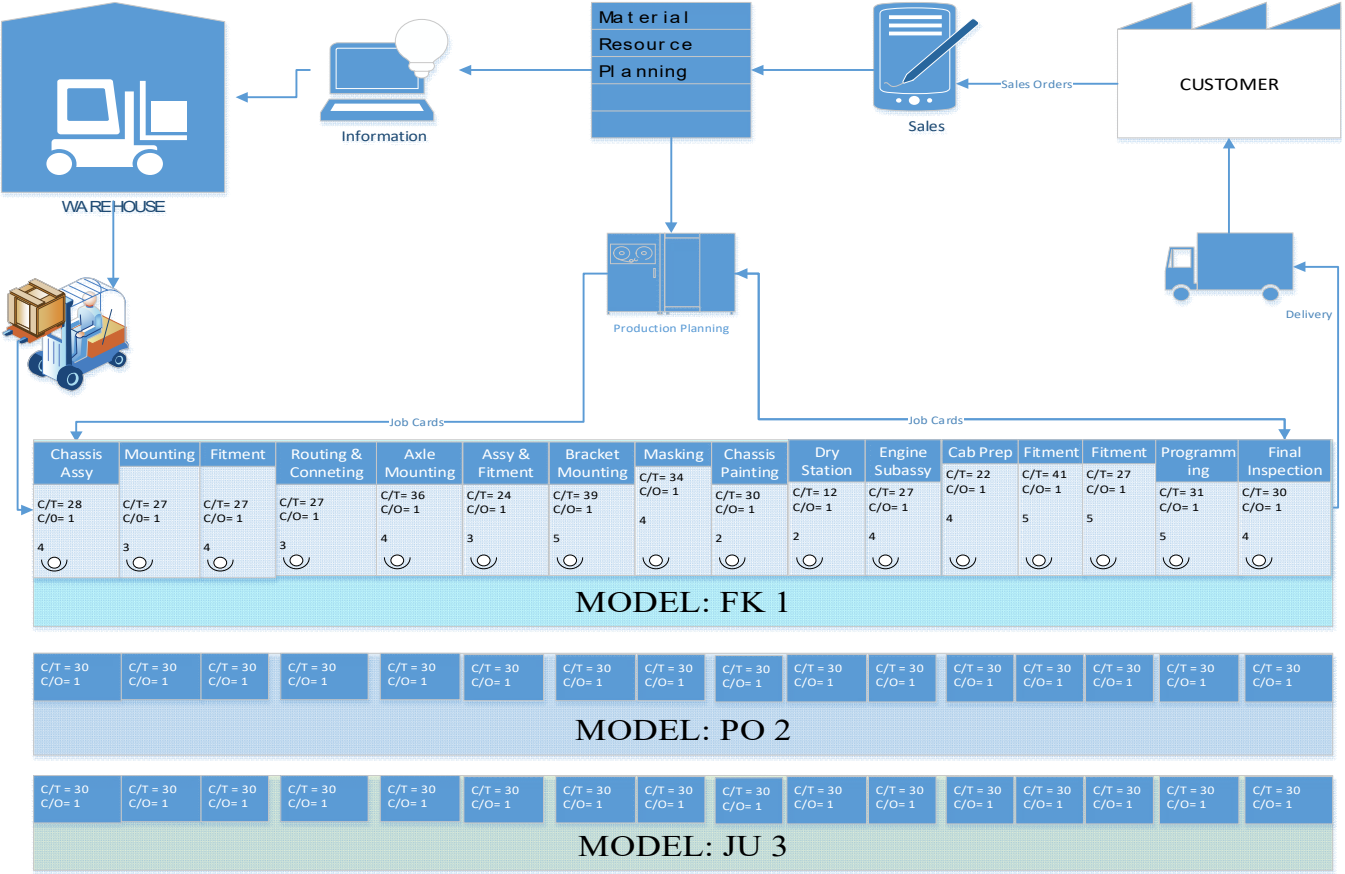 Material
Resource
Planning
Sales Orders
CUSTOMER
Information
Sales
WAREHOUSE
Production Planning
Delivery
Job Cards
Job Cards
Chassis
Assy
C/T= 28
C/0= 1
4
Mounting
C/T= 27
C/0= 1
3
Fitment
C/T= 27
C/O= 1
4
Routing &
Conneting
C/T= 27
C/O= 1
3
Axle
Mounting
C/T= 36
C/O= 1
4
Assy &
Fitment
C/T= 24
C/O= 1
3
Bracket
Mounting
C/T= 39
C/O= 1
5
Masking
C/T= 34
C/O= 1
4
Chassis
Painting
C/T= 30
C/O= 1
2
Dry
Station
C/T= 12
C/O= 1
2
Engine
Subassy
C/T= 27
C/O= 1
4
Cab Prep
C/T= 22
C/O= 1
4
Fitment
C/T= 41
C/O= 1
5
Fitment
C/T= 27
C/O= 1
5
Programm
ing
C/T= 31
C/O= 1
5
Final
Inspection
C/T= 30
C/O= 1
4
MODEL: FK 1
C/T = 30
C/O= 1
C/T = 30
C/O= 1
C/T = 30
C/O= 1
C/T = 30
C/O= 1
C/T = 30
C/O= 1
C/T = 30
C/O= 1
C/T = 30
C/O= 1
C/T = 30
C/O= 1
C/T = 30
C/O= 1
C/T = 30
C/O= 1
C/T = 30
C/O= 1
C/T = 30
C/O= 1
C/T = 30
C/O= 1
C/T = 30
C/O= 1
C/T = 30
C/O= 1
C/T = 30
C/O= 1
MODEL: PO 2
C/T = 30
C/O= 1
C/T = 30
C/O= 1
C/T = 30
C/O= 1
C/T = 30
C/O= 1
C/T = 30
C/O= 1
C/T = 30
C/O= 1
C/T = 30
C/O= 1
C/T = 30
C/O= 1
C/T = 30
C/O= 1
C/T = 30
C/O= 1
C/T = 30
C/O= 1
C/T = 30
C/O= 1
C/T = 30
C/O= 1
C/T = 30
C/O= 1
C/T = 30
C/O= 1
C/T = 30
C/O= 1
MODEL: JU 3